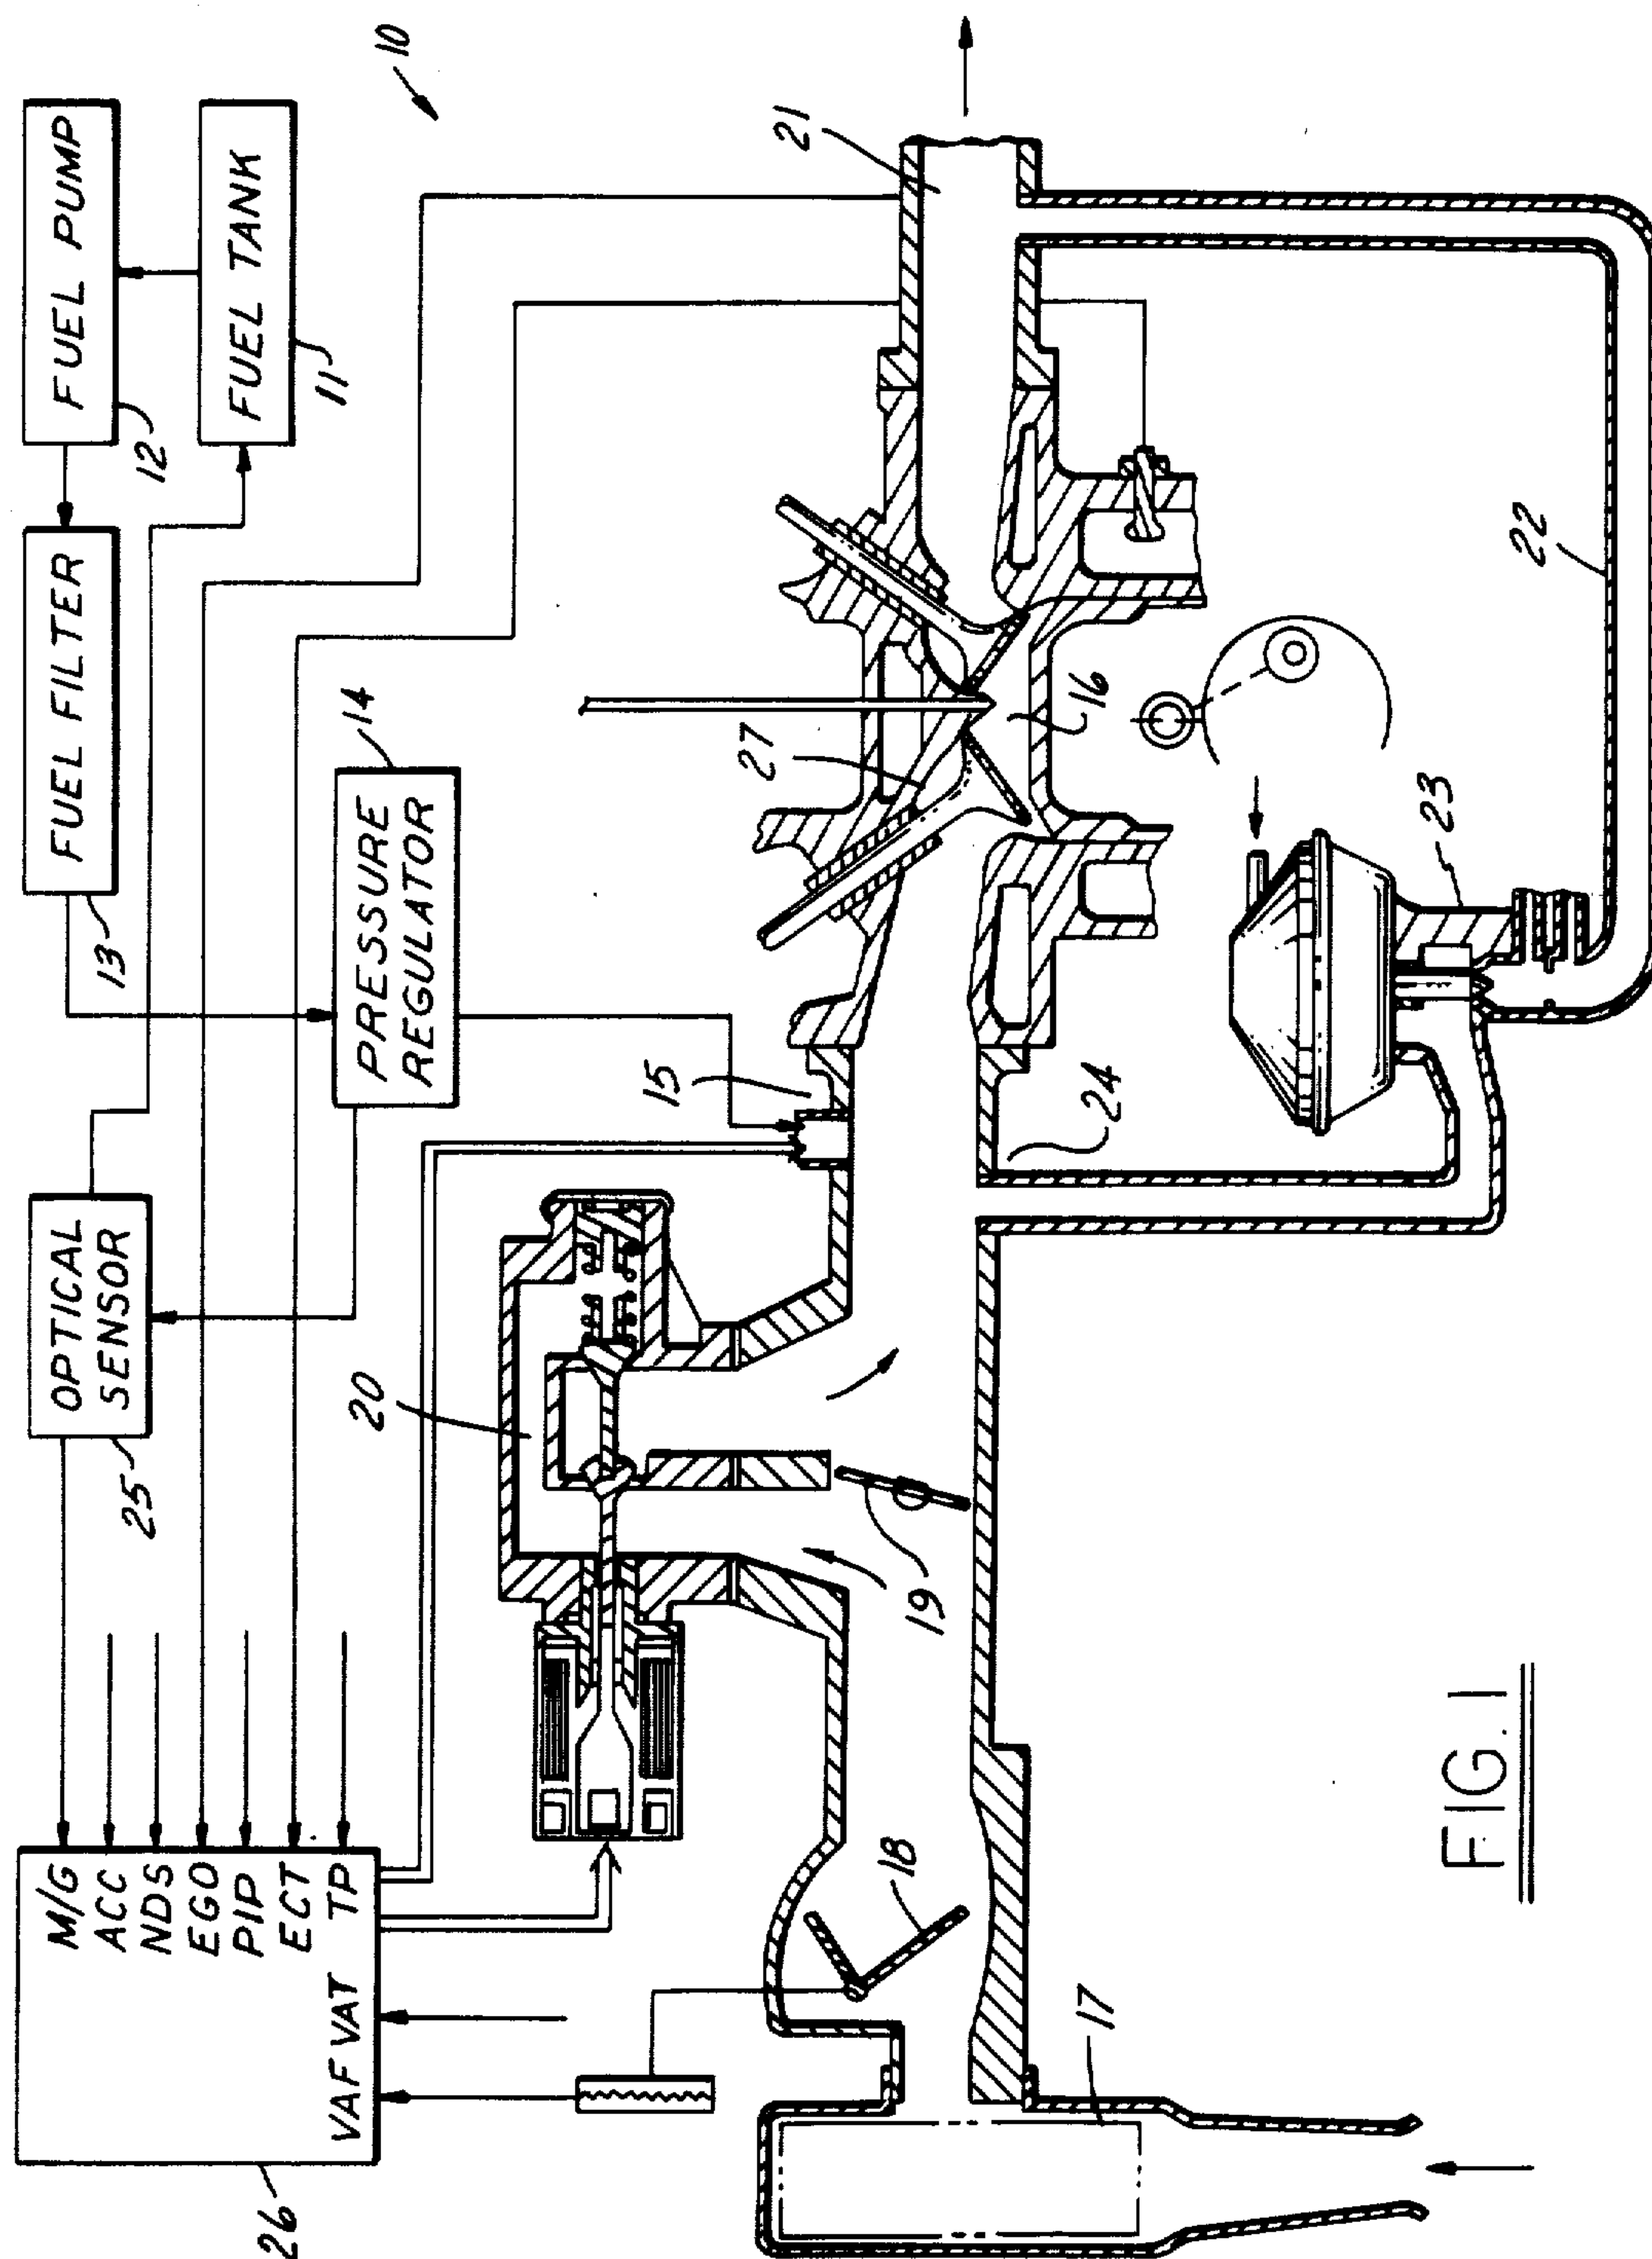 10
FUEL PUMP
12
FUEL TANK
11
FUEL FILTER
13
PRESSURE
REGULATOR
14
OPTICAL
SENSOR
25
M/G
ACC
NDS
EGO
PIP
ECT
TP
VAF VAT
26
15
16
17
18
19
20
21
22
23
24
27
FIG. 1